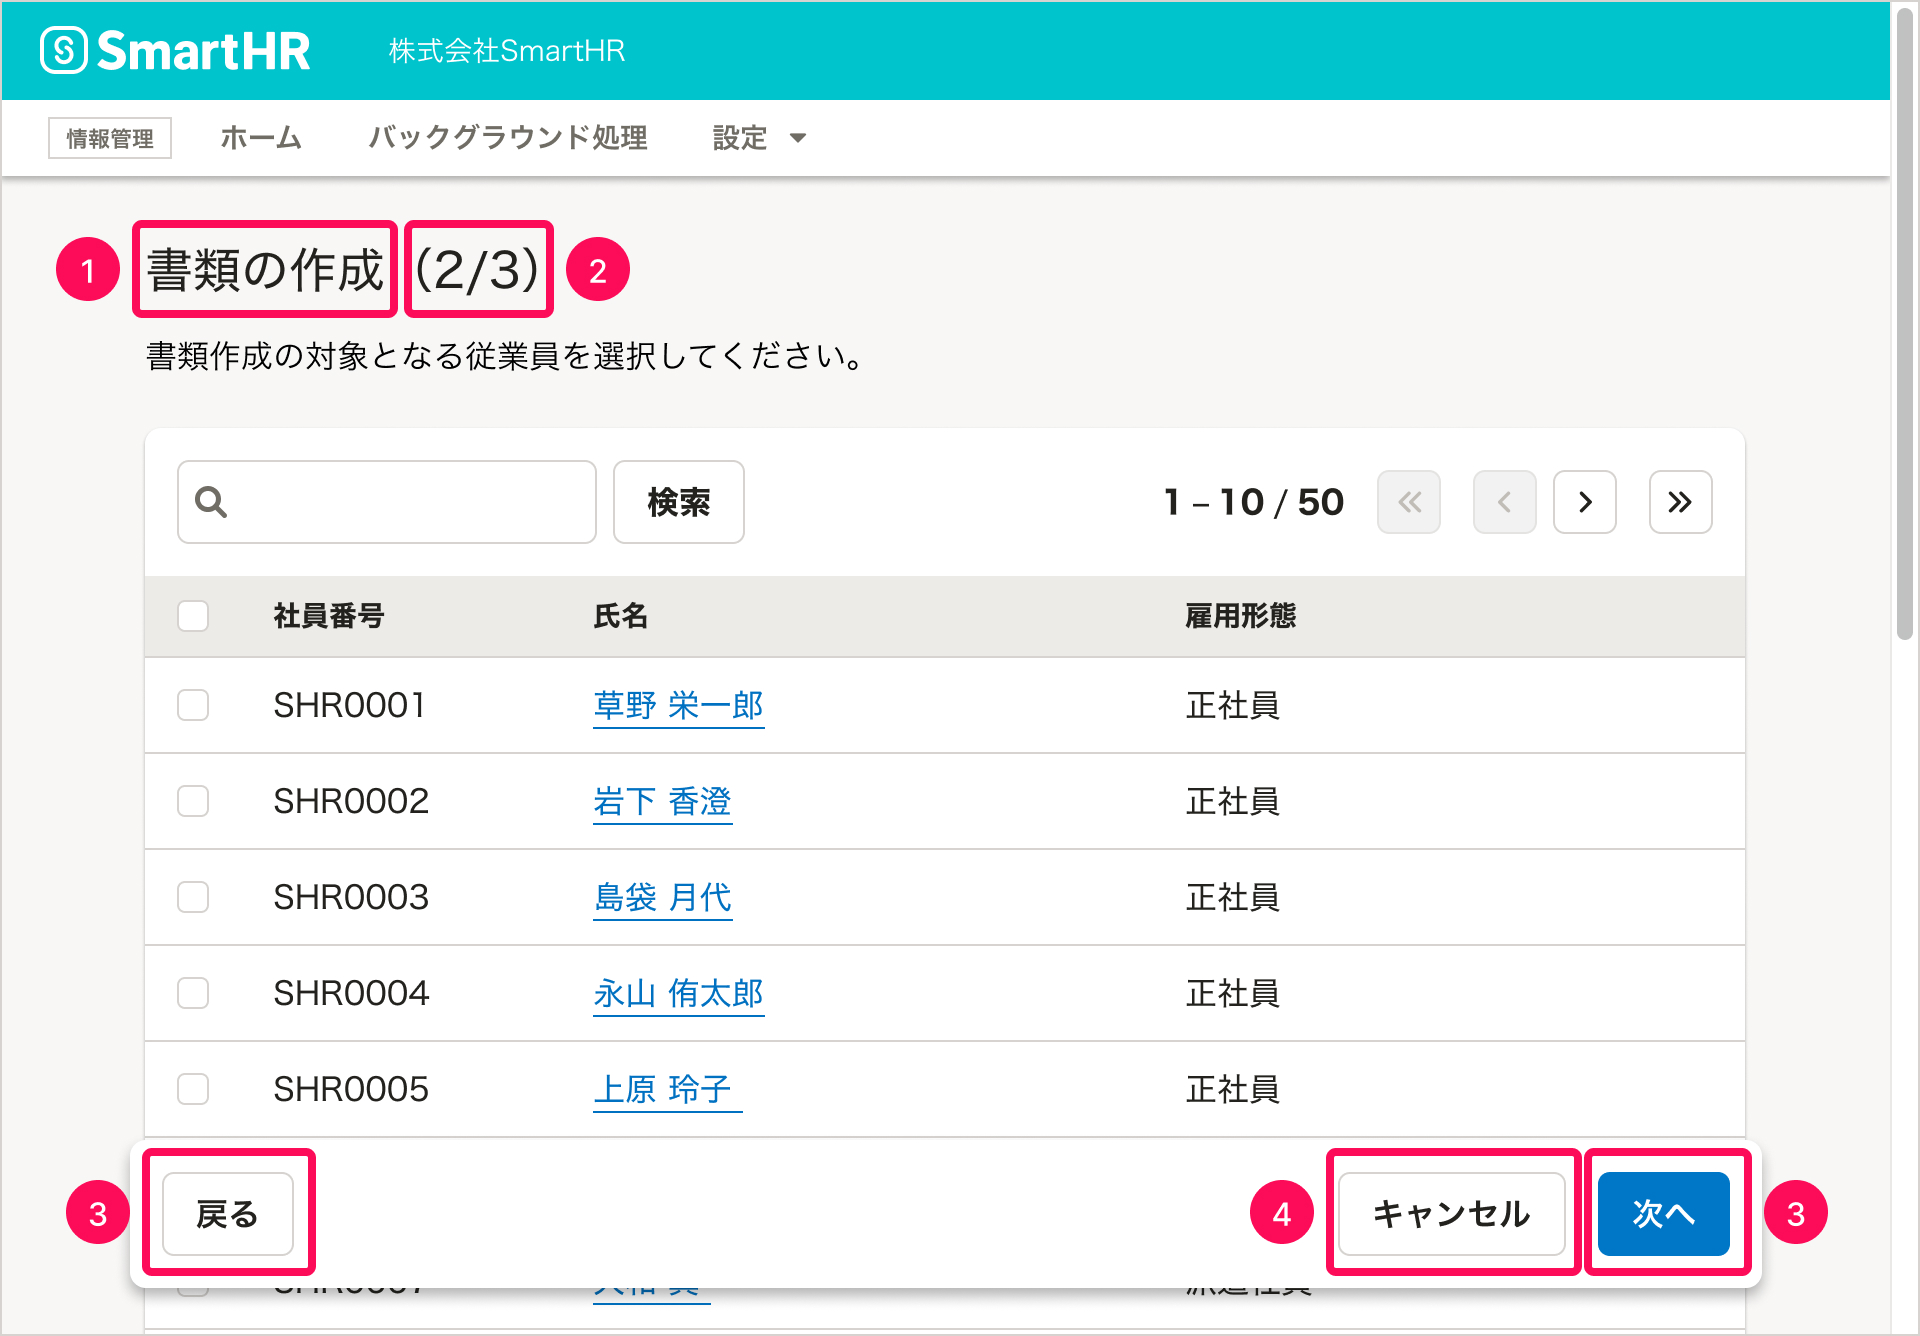 SmartHR 株式会社SmartHR
情報管理 ホーム バックグラウンド処理 設定
1 書類の作成 (2/3) 2
書類作成の対象となる従業員を選択してください。
検索 1 – 10 / 50
社員番号 氏名 雇用形態
SHR0001 草野 栄一郎 正社員
SHR0002 岩下 香澄 正社員
SHR0003 島袋 月代 正社員
SHR0004 永山 侑太郎 正社員
SHR0005 上原 玲子 正社員
3 戻る 4 キャンセル 次へ 3